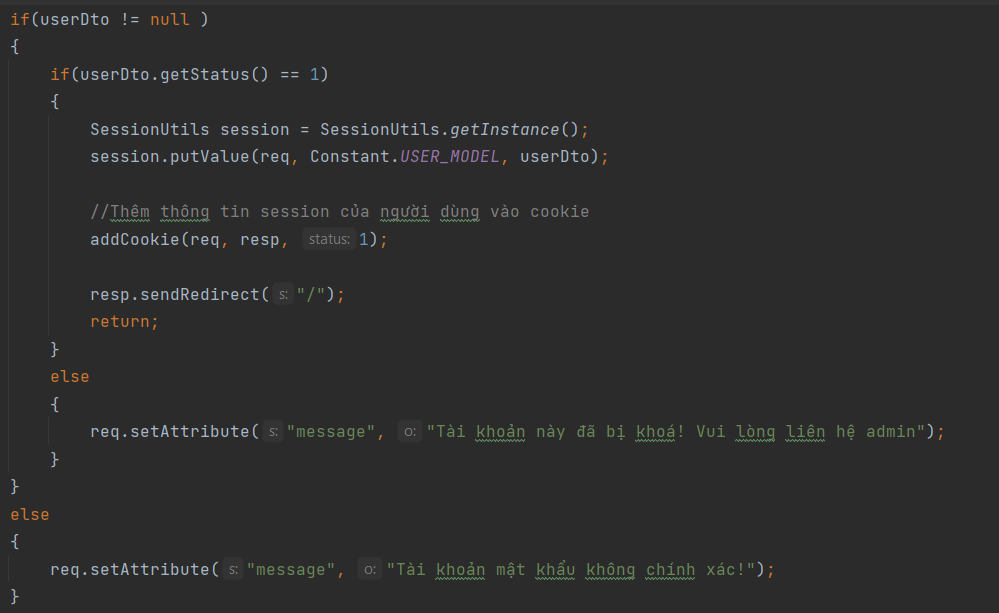 if(userDto != null )
{
    if(userDto.getStatus() == 1)
    {
        SessionUtils session = SessionUtils.getInstance();
        session.putValue(req, Constant.USER_MODEL, userDto);

        //Thêm thông tin session của người dùng vào cookie
        addCookie(req, resp, status: 1);

        resp.sendRedirect( s: "/");
        return;
    }
    else
    {
        req.setAttribute( s: "message", o: "Tài khoản này đã bị khoá! Vui lòng liên hệ admin");
    }
}
else
{
    req.setAttribute( s: "message", o: "Tài khoản mật khẩu không chính xác!");
}